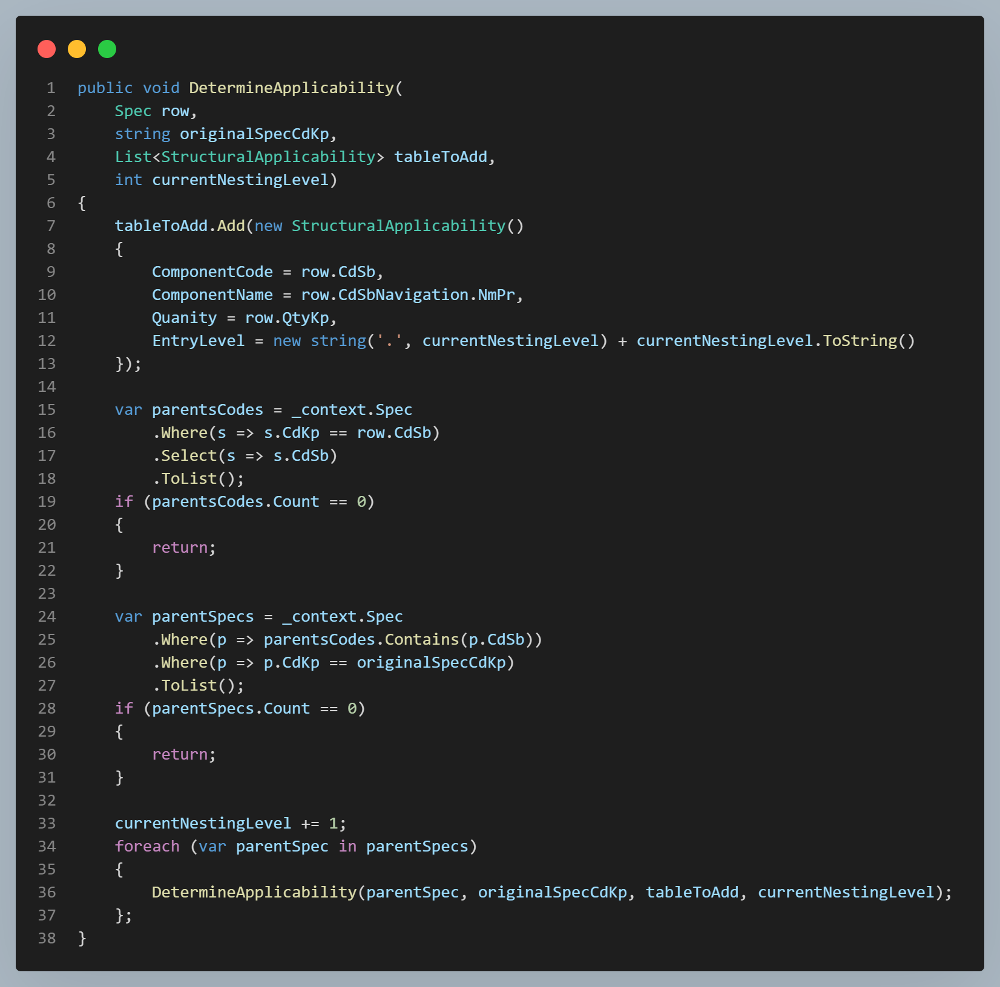 1 public void DetermineApplicability(
2     Spec row,
3     string originalSpecCdKp,
4     List<StructuralApplicability> tableToAdd,
5     int currentNestingLevel)
6 {
7     tableToAdd.Add(new StructuralApplicability()
8     {
9         ComponentCode = row.CdSb,
10         ComponentName = row.CdSbNavigation.NmPr,
11         Quanity = row.QtyKp,
12         EntryLevel = new string('.', currentNestingLevel) + currentNestingLevel.ToString()
13     });
14
15     var parentsCodes = _context.Spec
16         .Where(s => s.CdKp == row.CdSb)
17         .Select(s => s.CdSb)
18         .ToList();
19     if (parentsCodes.Count == 0)
20     {
21         return;
22     }
23
24     var parentSpecs = _context.Spec
25         .Where(p => parentsCodes.Contains(p.CdSb))
26         .Where(p => p.CdKp == originalSpecCdKp)
27         .ToList();
28     if (parentSpecs.Count == 0)
29     {
30         return;
31     }
32
33     currentNestingLevel += 1;
34     foreach (var parentSpec in parentSpecs)
35     {
36         DetermineApplicability(parentSpec, originalSpecCdKp, tableToAdd, currentNestingLevel);
37     };
38 }